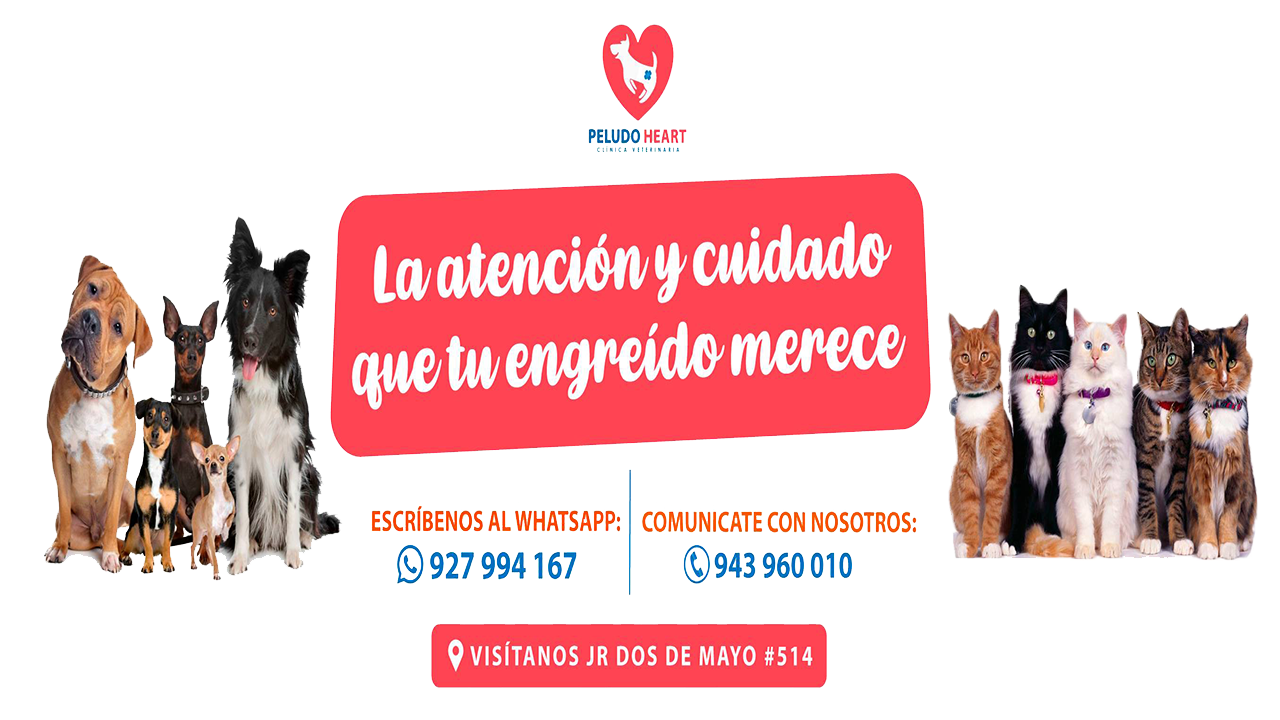 PELUDO HEART
CLÍNICA VETERINARIA
La atención y cuidado
que tu engreído merece
ESCRÍBENOS AL WHATSAPP:
927 994 167
COMUNICATE CON NOSOTROS:
943 960 010
VISÍTANOS JR DOS DE MAYO #514